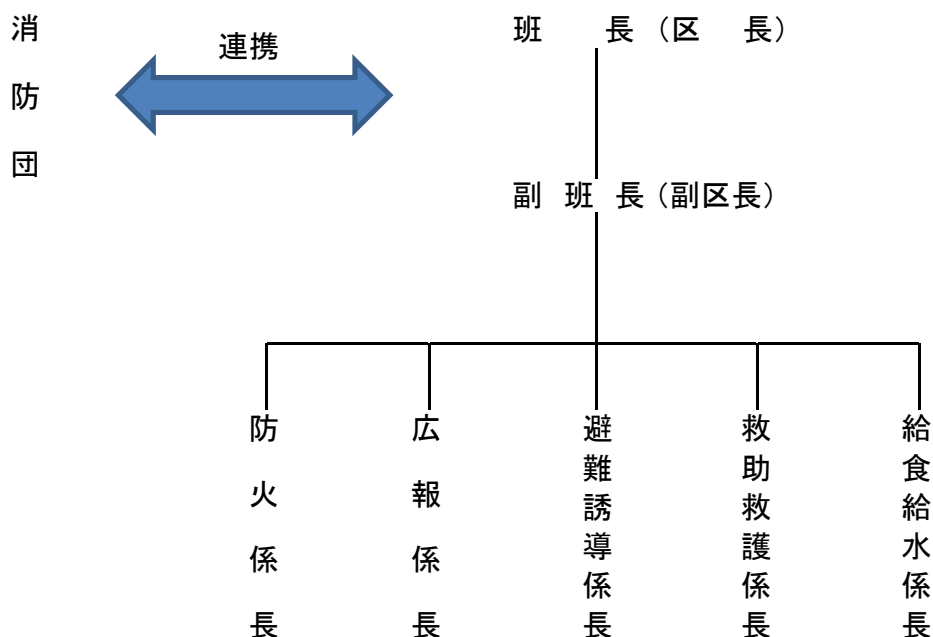 消防団
連携
班 長（区 長）
副 班 長（副区長）
防火係長
広報係長
避難誘導係長
救助救護係長
給食給水係長